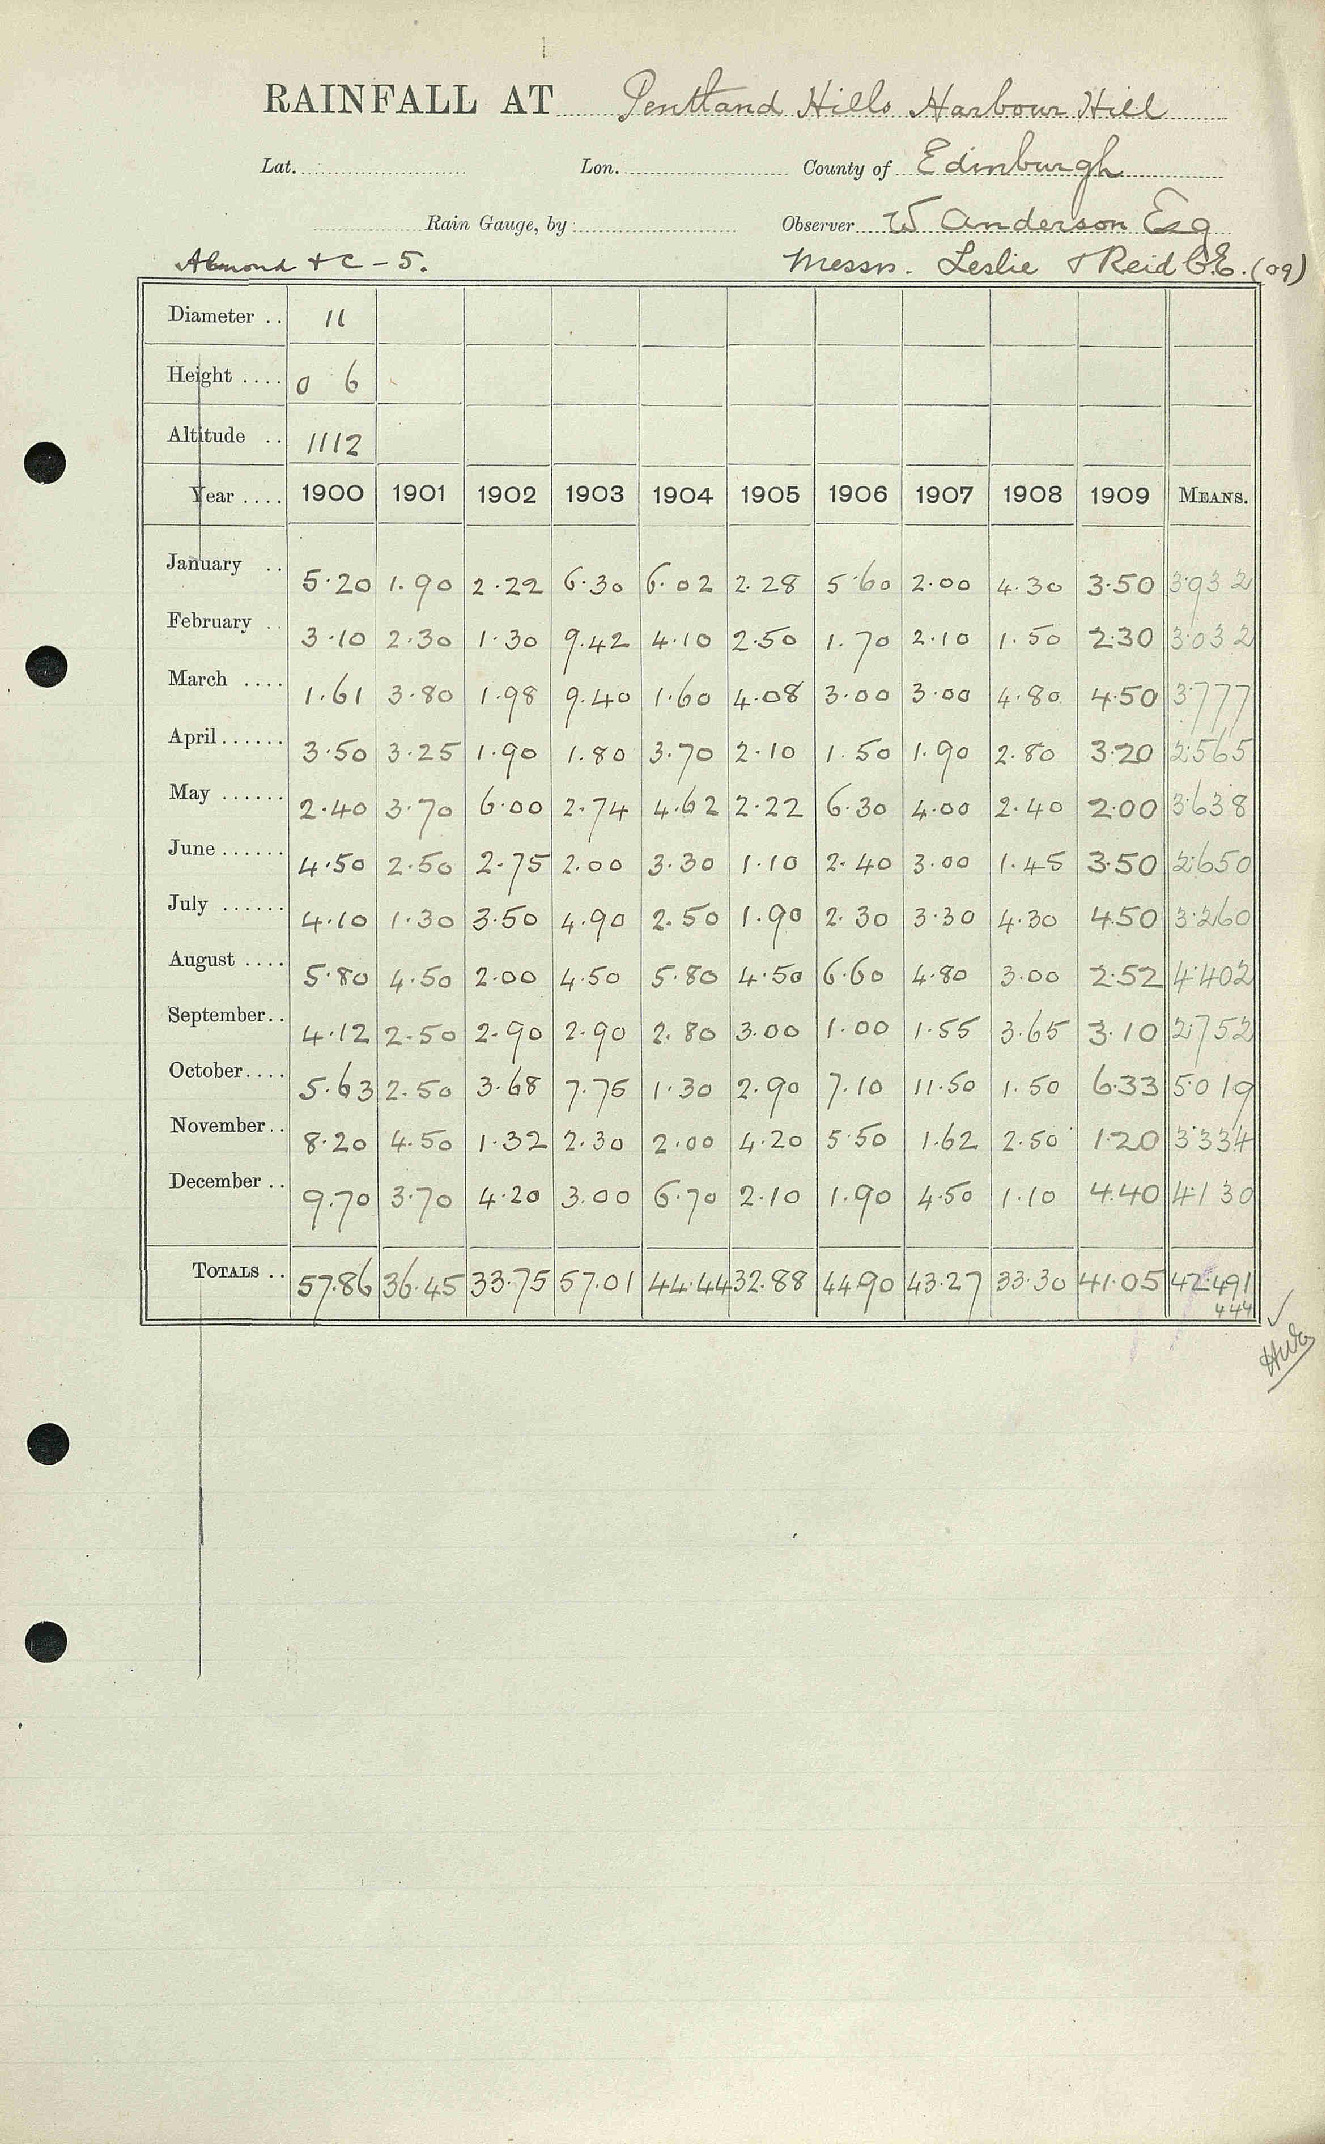 RAINFALL AT Pentland Hills Harbour Hill
Lat. Lon. County of Edinburgh
Rain Gauge, by Observer W Anderson Esq
Almond & C - 5. Messrs. Leslie & Reid C.E. (09)
Diameter .. 11
Height .... 0 6
Altitude .. 1112
Year .... 1900 1901 1902 1903 1904 1905 1906 1907 1908 1909 MEANS.
January .. 5.20 1.90 2.22 6.30 6.02 2.28 5.60 2.00 4.30 3.50 3.932
February .. 3.10 2.30 1.30 9.42 4.10 2.50 1.70 2.10 1.50 2.30 3.032
March .... 1.61 3.80 1.98 9.40 1.60 4.08 3.00 3.00 4.80 4.50 3.777
April ...... 3.50 3.25 1.90 1.80 3.70 2.10 1.50 1.90 2.80 3.20 2.565
May ...... 2.40 3.70 6.00 2.74 4.62 2.22 6.30 4.00 2.40 2.00 3.638
June ...... 4.50 2.50 2.75 2.00 3.30 1.10 2.40 3.00 1.45 3.50 2.650
July ...... 4.10 1.30 3.50 4.90 2.50 1.90 2.30 3.30 4.30 4.50 3.260
August .... 5.80 4.50 2.00 4.50 5.80 4.50 6.60 4.80 3.00 2.52 4.402
September .. 4.12 2.50 2.90 2.90 2.80 3.00 1.00 1.55 3.65 3.10 2.752
October .... 5.63 2.50 3.68 7.75 1.30 2.90 7.10 11.50 1.50 6.33 5.019
November .. 8.20 4.50 1.32 2.30 2.00 4.20 5.50 1.62 2.50 1.20 3.334
December .. 9.70 3.70 4.20 3.00 6.70 2.10 1.90 4.50 1.10 4.40 4.130
TOTALS .. 57.86 36.45 33.75 57.01 44.44 32.88 44.90 43.27 33.30 41.05 42.491
444